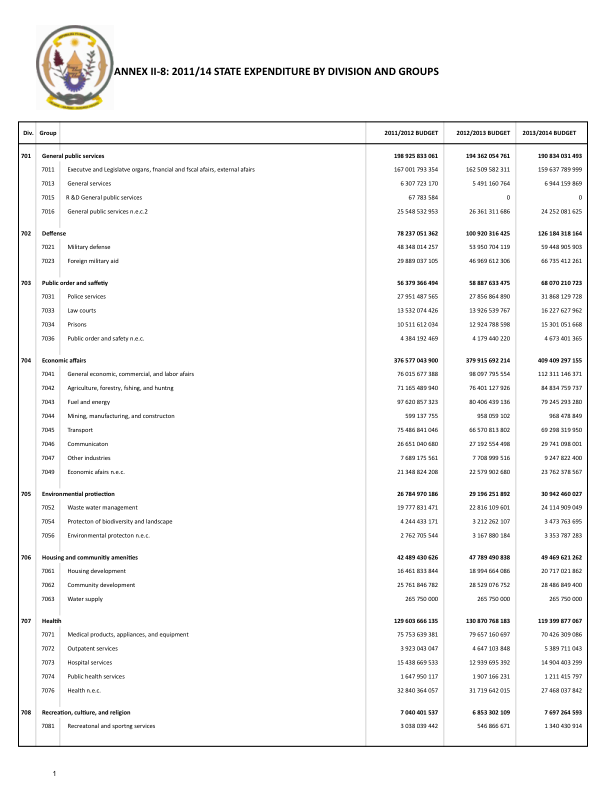 ANNEX II-8: 2011/14 STATE EXPENDITURE BY DIVISION AND GROUPS
Div. Group 2011/2012 BUDGET 2012/2013 BUDGET 2013/2014 BUDGET
701 General public services 198 925 833 061 194 362 054 761 190 834 031 493
7011 Executve and Legislatve organs, fnancial and fscal afairs, external afairs 167 001 793 354 162 509 582 311 159 637 789 999
7013 General services 6 307 723 170 5 491 160 764 6 944 159 869
7015 R &D General public services 67 783 584 0 0
7016 General public services n.e.c.2 25 548 532 953 26 361 311 686 24 252 081 625
702 Deffense 78 237 051 362 100 920 316 425 126 184 318 164
7021 Military defense 48 348 014 257 53 950 704 119 59 448 905 903
7023 Foreign military aid 29 889 037 105 46 969 612 306 66 735 412 261
703 Public order and saffetiy 56 379 366 494 58 887 633 475 68 070 210 723
7031 Police services 27 951 487 565 27 856 864 890 31 868 129 728
7033 Law courts 13 532 074 426 13 926 539 767 16 227 627 962
7034 Prisons 10 511 612 034 12 924 788 598 15 301 051 668
7036 Public order and safety n.e.c. 4 384 192 469 4 179 440 220 4 673 401 365
704 Economic affairs 376 577 043 900 379 915 692 214 409 409 297 155
7041 General economic, commercial, and labor afairs 76 015 677 388 98 097 795 554 112 311 146 371
7042 Agriculture, forestry, fshing, and huntng 71 165 489 940 76 401 127 926 84 834 759 737
7043 Fuel and energy 97 620 857 323 80 406 439 136 79 245 293 280
7044 Mining, manufacturing, and constructon 599 137 755 958 059 102 968 478 849
7045 Transport 75 486 841 046 66 570 813 802 69 298 319 950
7046 Communicaton 26 651 040 680 27 192 554 498 29 741 098 001
7047 Other industries 7 689 175 561 7 708 999 516 9 247 822 400
7049 Economic afairs n.e.c. 21 348 824 208 22 579 902 680 23 762 378 567
705 Environmential protiection 26 784 970 186 29 196 251 892 30 942 460 027
7052 Waste water management 19 777 831 471 22 816 109 601 24 114 909 049
7054 Protecton of biodiversity and landscape 4 244 433 171 3 212 262 107 3 473 763 695
7056 Environmental protecton n.e.c. 2 762 705 544 3 167 880 184 3 353 787 283
706 Housing and communitiy amenities 42 489 430 626 47 789 490 838 49 469 621 262
7061 Housing development 16 461 833 844 18 994 664 086 20 717 021 862
7062 Community development 25 761 846 782 28 529 076 752 28 486 849 400
7063 Water supply 265 750 000 265 750 000 265 750 000
707 Healtih 129 603 666 135 130 870 768 183 119 399 877 067
7071 Medical products, appliances, and equipment 75 753 639 381 79 657 160 697 70 426 309 086
7072 Outpatent services 3 923 043 047 4 647 103 848 5 389 711 043
7073 Hospital services 15 438 669 533 12 939 695 392 14 904 403 299
7074 Public health services 1 647 950 117 1 907 166 231 1 211 415 797
7076 Health n.e.c. 32 840 364 057 31 719 642 015 27 468 037 842
708 Recreation, cultiure, and religion 7 040 401 537 6 853 302 109 7 697 264 593
7081 Recreatonal and sportng services 3 038 039 442 546 866 671 1 340 430 914
1